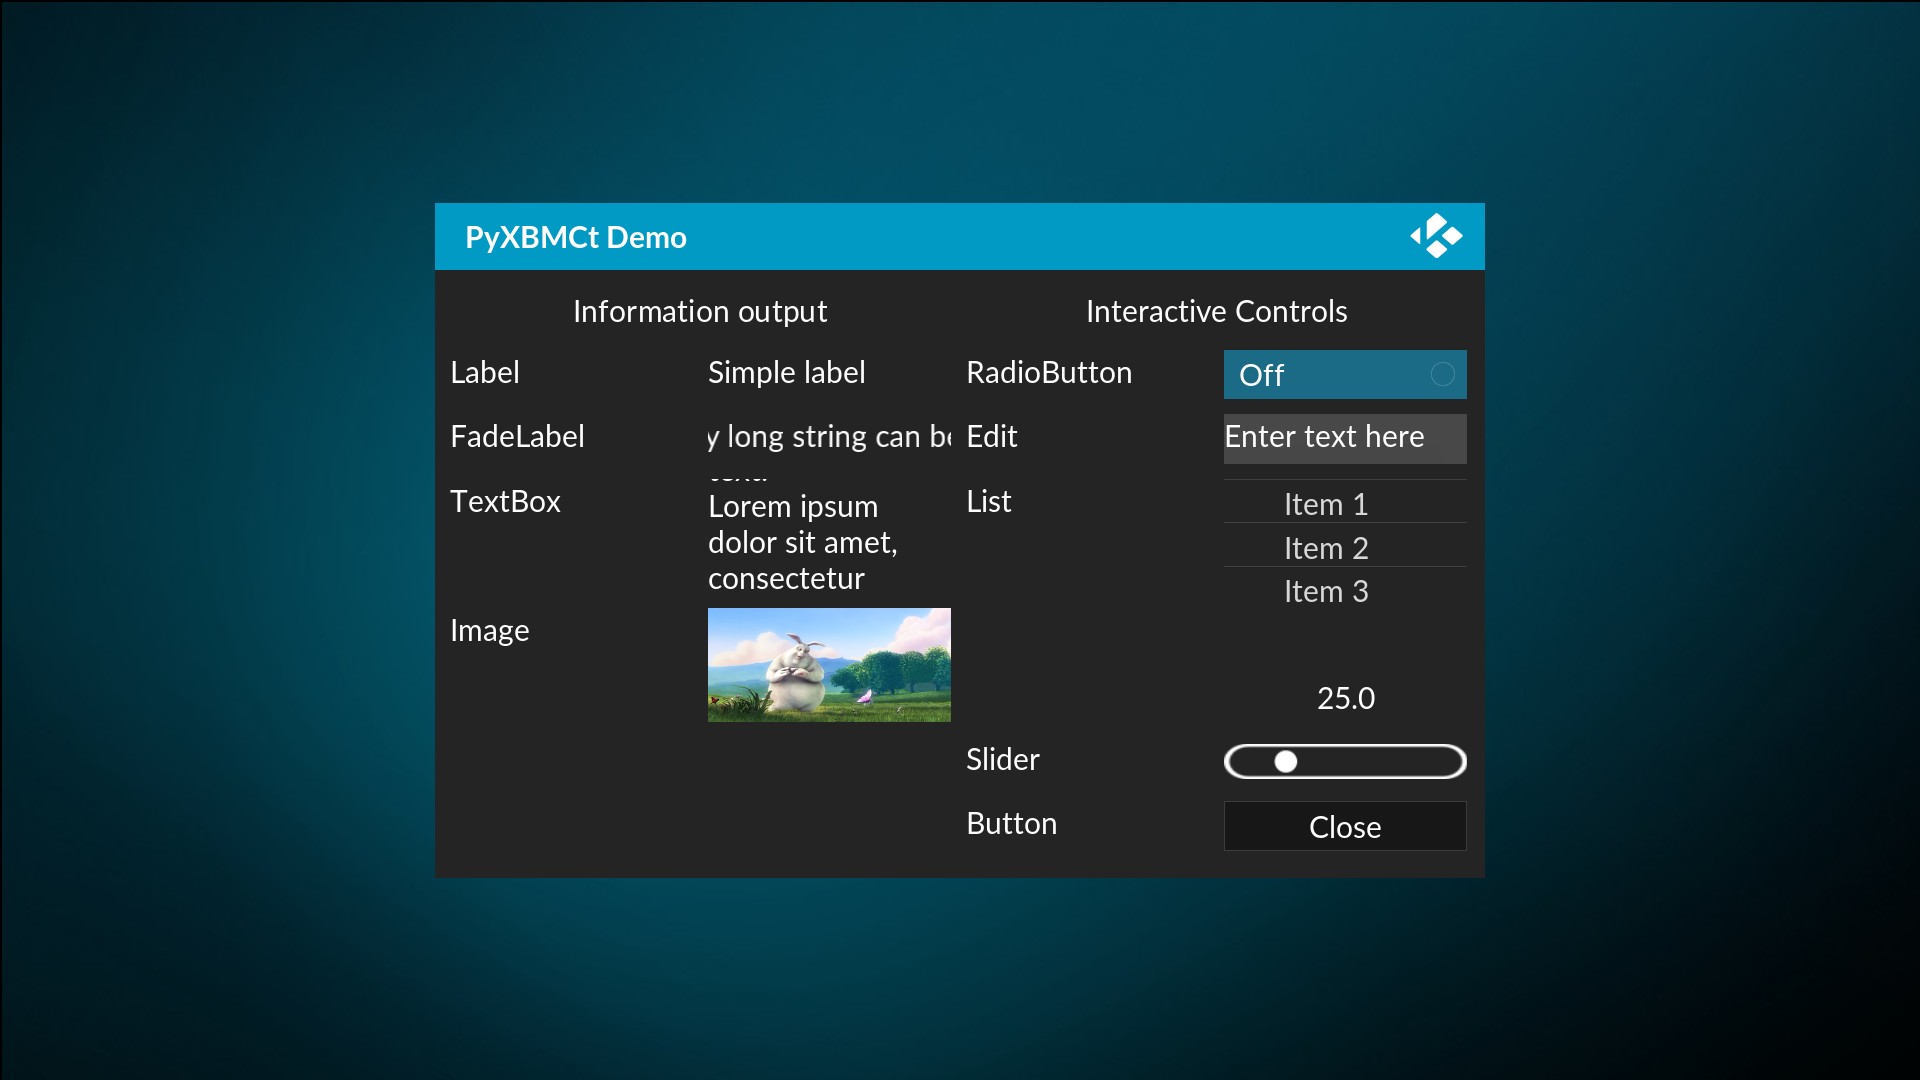 PyXBMCt Demo
Information output
Interactive Controls
Label
Simple label
RadioButton
Off
FadeLabel
y long string can
Edit
Enter text here
TextBox
Lorem ipsum
dolor sit amet,
consectetur
List
Item 1
Item 2
Item 3
Image
25.0
Slider
Button
Close